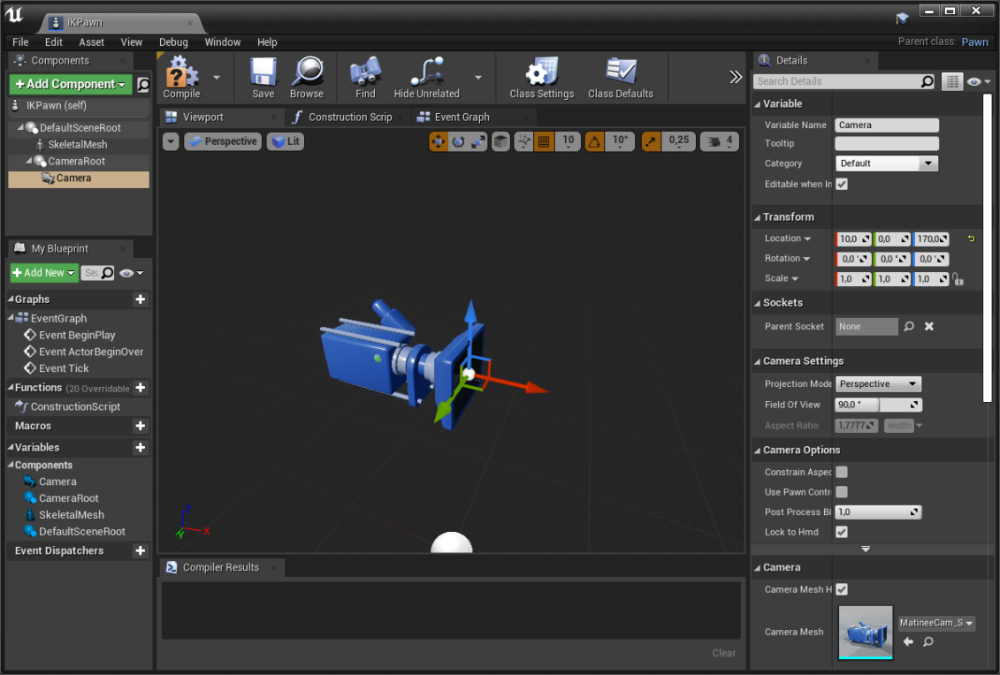 IKPawn
File Edit Asset View Debug Window Help
Parent class: Pawn
Components
+Add Component
IKPawn (self)
DefaultSceneRoot
SkeletalMesh
CameraRoot
Camera
My Blueprint
+Add New
Graphs
EventGraph
Event BeginPlay
Event ActorBeginOver
Event Tick
Functions (20 Overridable)
ConstructionScript
Macros
Variables
Components
Camera
CameraRoot
SkeletalMesh
DefaultSceneRoot
Event Dispatchers
Compile Save Browse Find Hide Unrelated Class Settings Class Defaults
Viewport Construction Scrip Event Graph
Perspective Lit 10 10° 0,25 4
Z
X
Y
Compiler Results
Clear
Details
Search Details
Variable
Variable Name Camera
Tooltip
Category Default
Editable when In
Transform
Location 10,0 0,0 170,0
Rotation 0,0 ° 0,0 ° 0,0 °
Scale 1,0 1,0 1,0
Sockets
Parent Socket None
Camera Settings
Projection Mode Perspective
Field Of View 90,0 °
Aspect Ratio 1,7777 width
Camera Options
Constrain Aspec
Use Pawn Contr
Post Process Bl 1,0
Lock to Hmd
Camera
Camera Mesh H
Camera Mesh MatineeCam_S